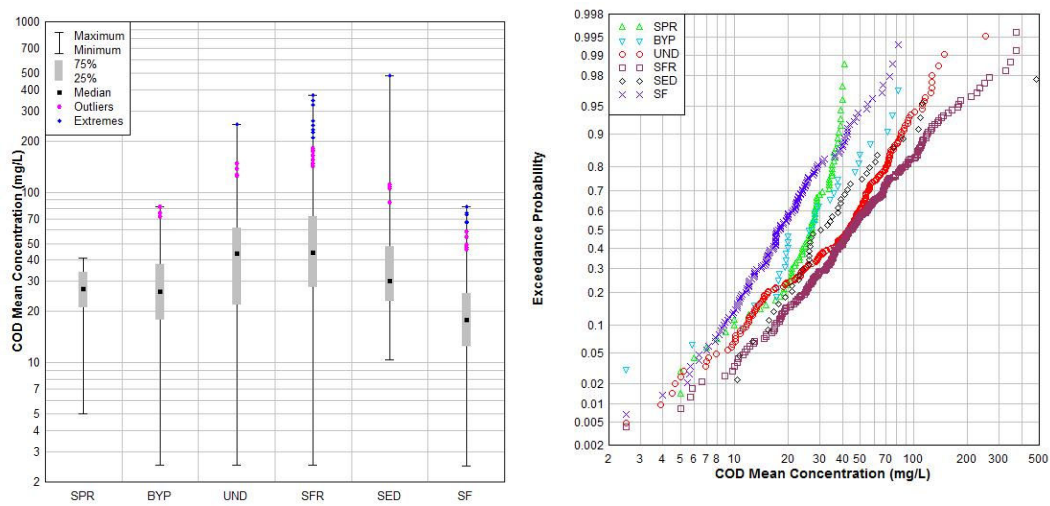 1000
700
500
400
300
200
100
70
50
40
30
20
10
7
5
4
3
2
COD Mean Concentration (mg/L)
Maximum
Minimum
75%
25%
Median
Outliers
Extremes
SPR BYP UND SFR SED SF
0.998
0.995
0.99
0.98
0.95
0.9
0.8
0.7
0.6
0.5
0.4
0.3
0.2
0.1
0.05
0.02
0.01
0.005
0.002
Exceedance Probability
SPR
BYP
UND
SFR
SED
SF
2 3 4 5 6 7 8 10 20 30 40 50 70 100 200 300 500
COD Mean Concentration (mg/L)